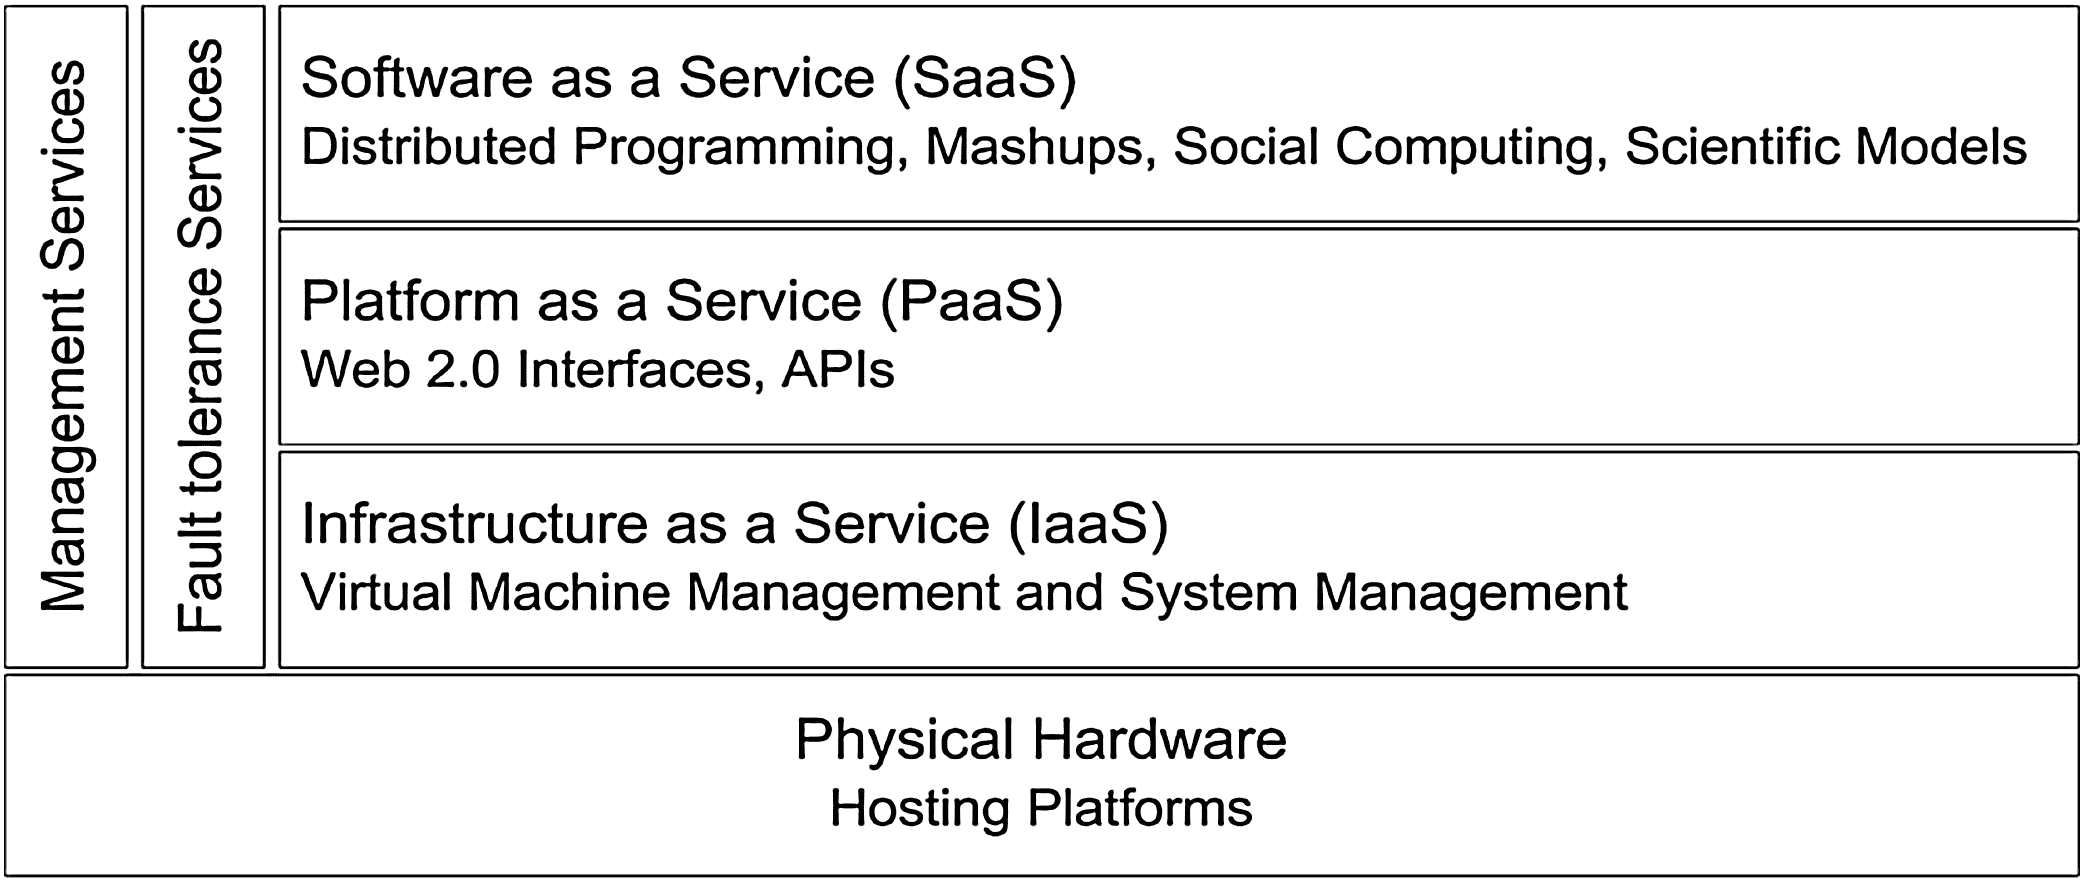 Management Services
Fault tolerance Services
Software as a Service (SaaS)
Distributed Programming, Mashups, Social Computing, Scientific Models
Platform as a Service (PaaS)
Web 2.0 Interfaces, APIs
Infrastructure as a Service (IaaS)
Virtual Machine Management and System Management
Physical Hardware
Hosting Platforms